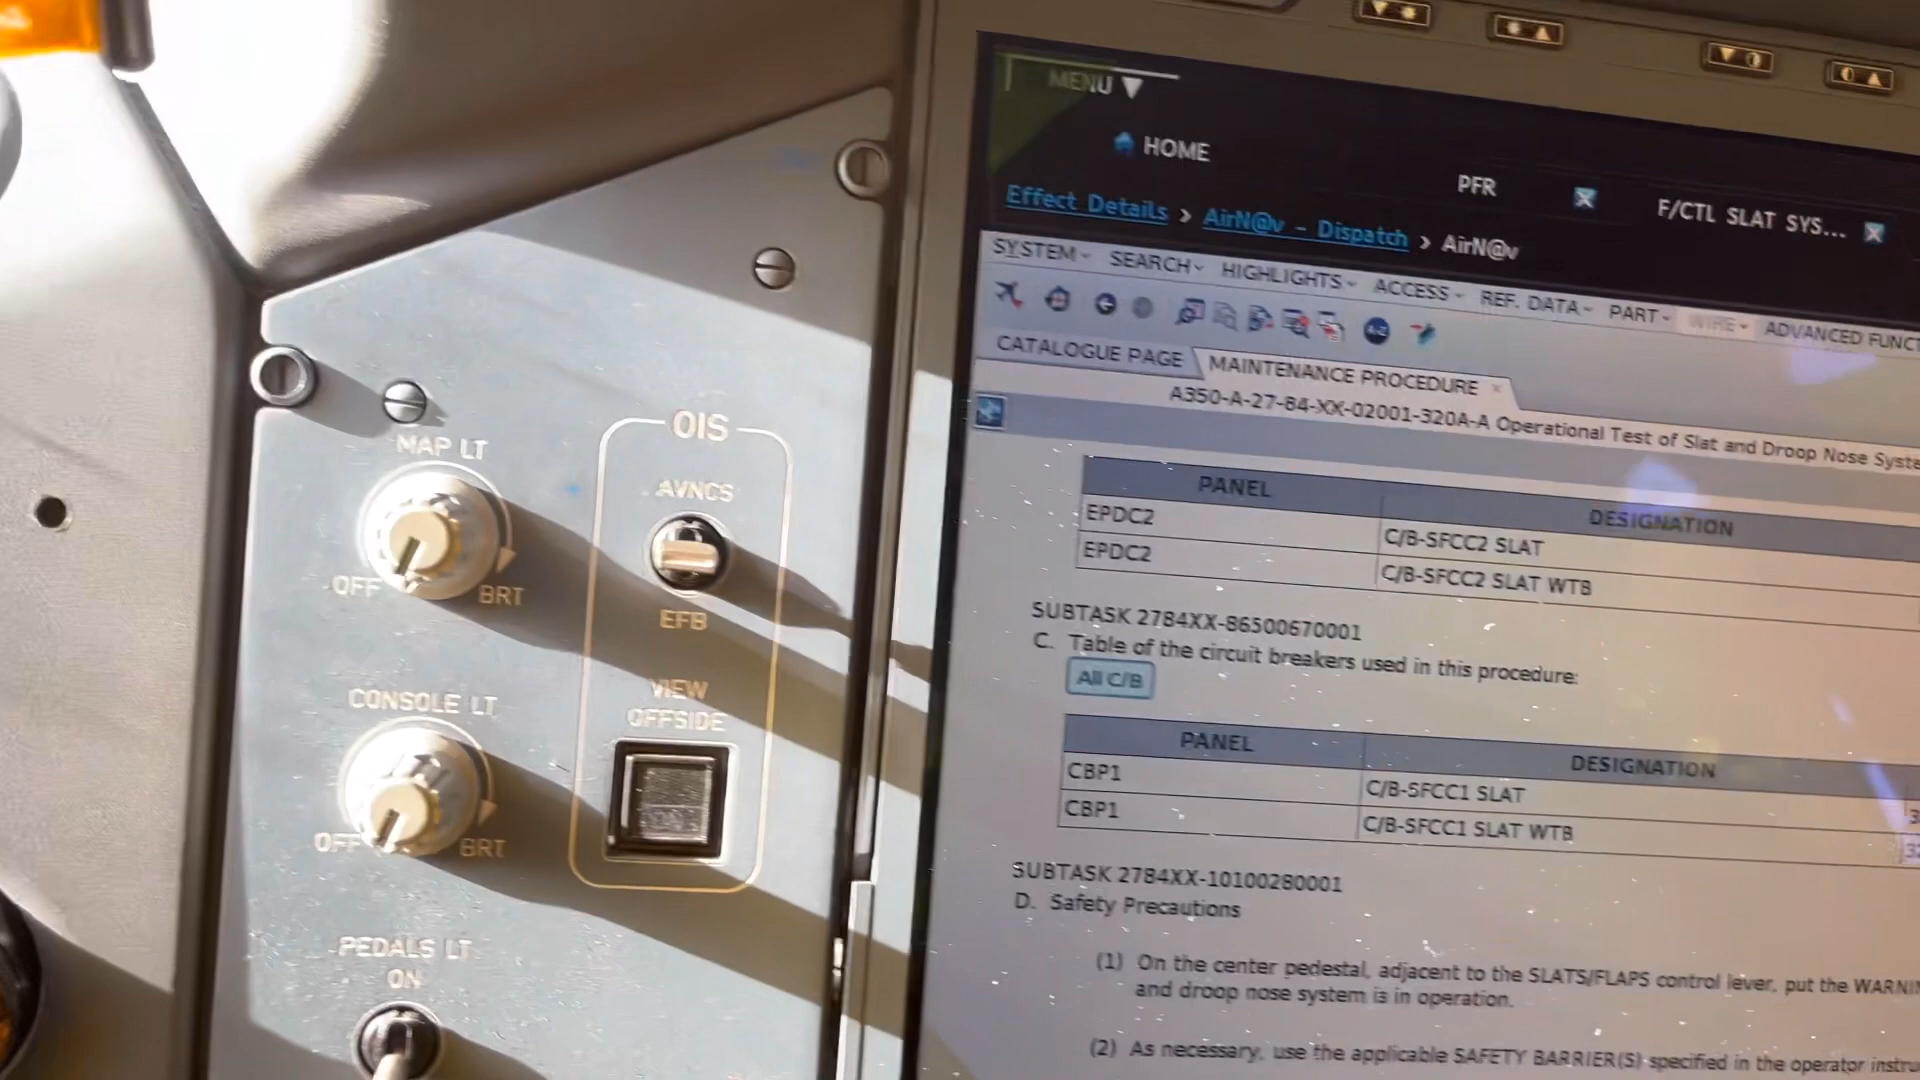 MAP LT
OFF
BRT
OIS
AVNCS
EFB
CONSOLE LT
OFF
BRT
VIEW
OFFSIDE
PEDALS LT
ON
MENU
HOME
PFR
F/CTL SLAT SYS...
Effect Details > AirN@v - Dispatch > AirN@v
SYSTEM SEARCH HIGHLIGHTS ACCESS REF. DATA PART WIRE ADVANCED FUNCT
CATALOGUE PAGE MAINTENANCE PROCEDURE
A350-A-27-84-XX-02001-320A-A Operational Test of Slat and Droop Nose Syste
PANEL DESIGNATION
EPDC2 C/B-SFCC2 SLAT
EPDC2 C/B-SFCC2 SLAT WTB
SUBTASK 2784XX-86500670001
C. Table of the circuit breakers used in this procedure:
All C/B
PANEL DESIGNATION
CBP1 C/B-SFCC1 SLAT
CBP1 C/B-SFCC1 SLAT WTB
SUBTASK 2784XX-10100280001
D. Safety Precautions
(1) On the center pedestal, adjacent to the SLATS/FLAPS control lever, put the WARNIN
and droop nose system is in operation.
(2) As necessary, use the applicable SAFETY BARRIER(S) specified in the operator instru